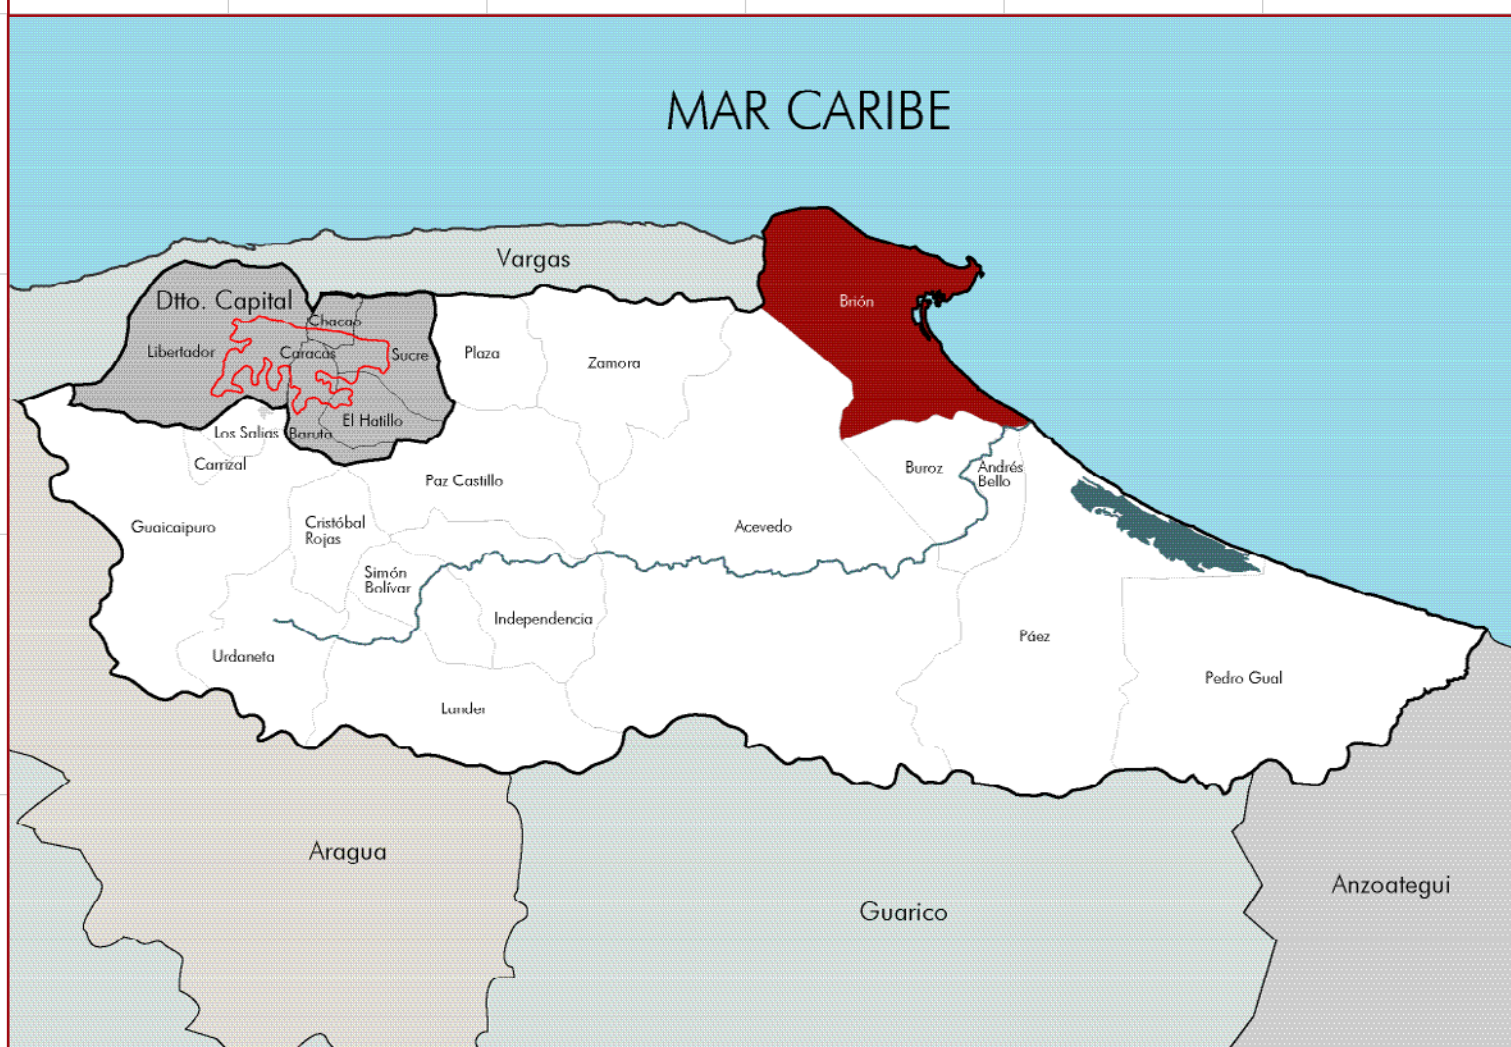 MAR CARIBE
Vargas
Brión
Dtto. Capital
Chacao
Libertador
Caracas
Sucre
Plaza
Zamora
El Hatillo
Los Salias
Baruta
Carrizal
Paz Castillo
Buroz
Andrés
Bello
Guaicaipuro
Cristóbal
Rojas
Acevedo
Simón
Bolívar
Independencia
Páez
Urdaneta
Pedro Gual
Lander
Aragua
Anzoategui
Guarico